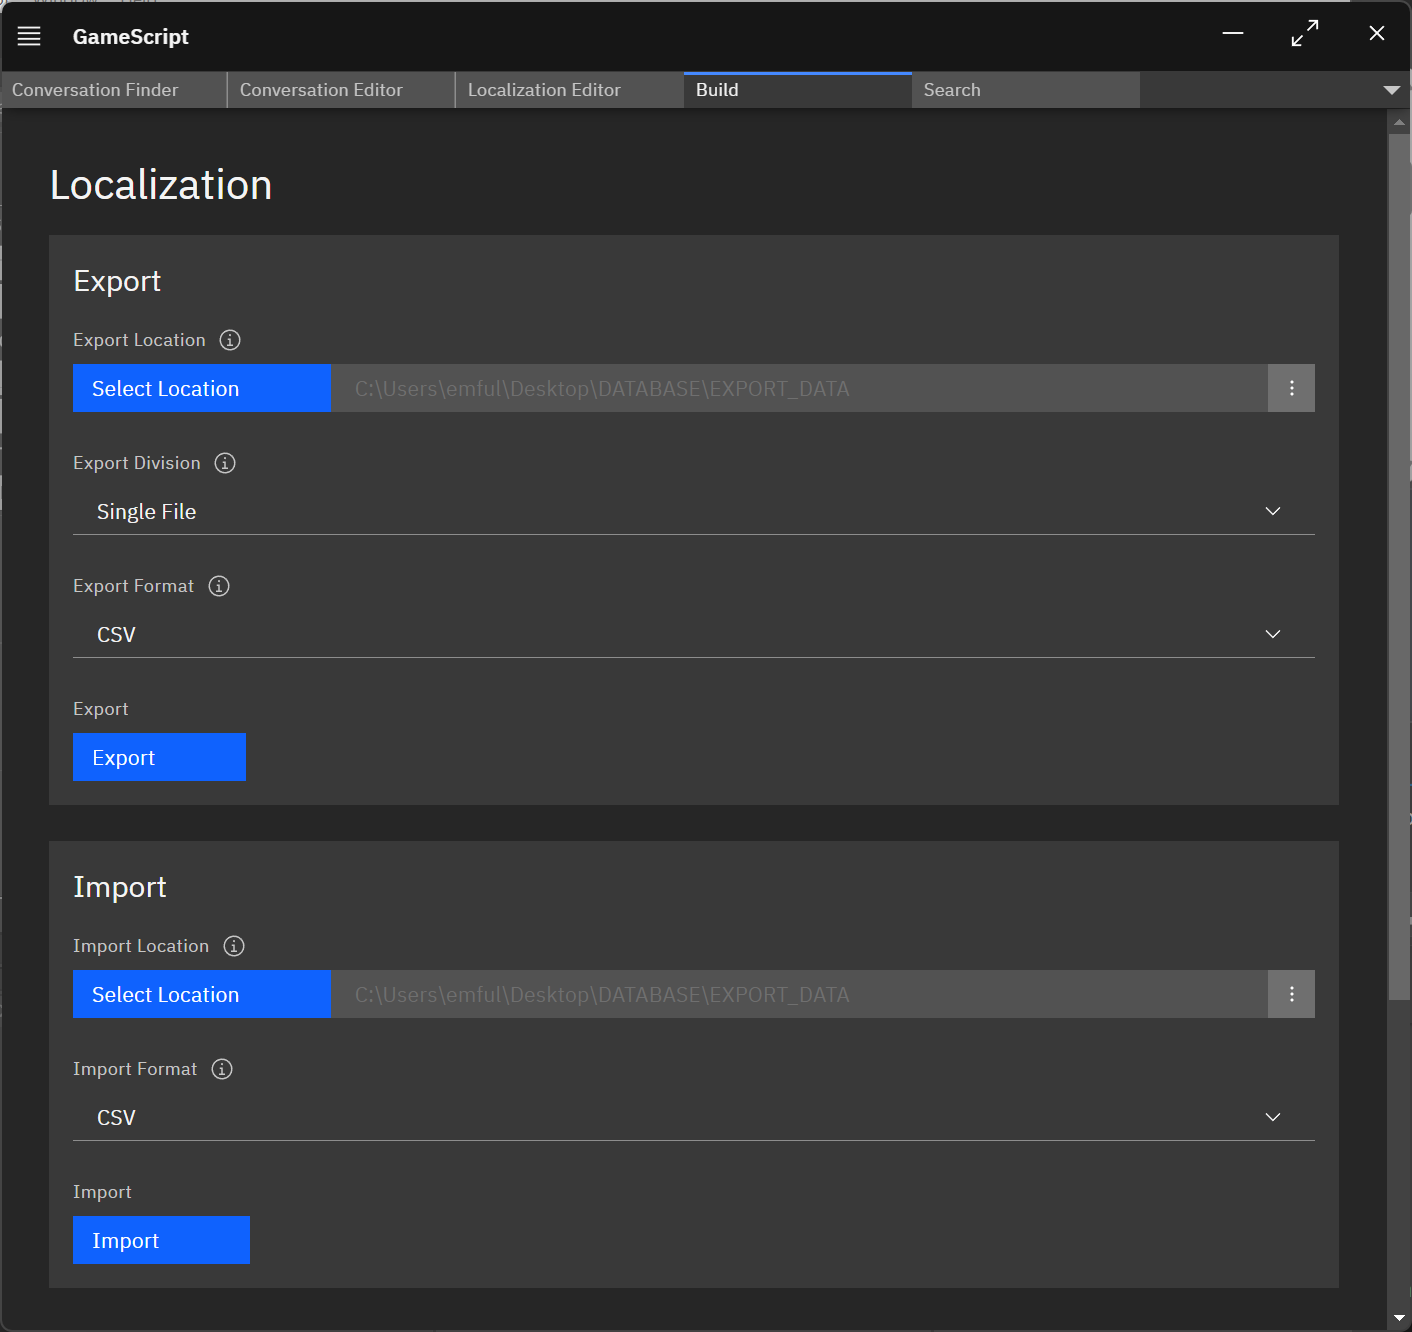 GameScript
Conversation Finder
Conversation Editor
Localization Editor
Build
Search
Localization
Export
Export Location
Select Location
C:\Users\emful\Desktop\DATABASE\EXPORT_DATA
Export Division
Single File
Export Format
CSV
Export
Export
Import
Import Location
Select Location
C:\Users\emful\Desktop\DATABASE\EXPORT_DATA
Import Format
CSV
Import
Import